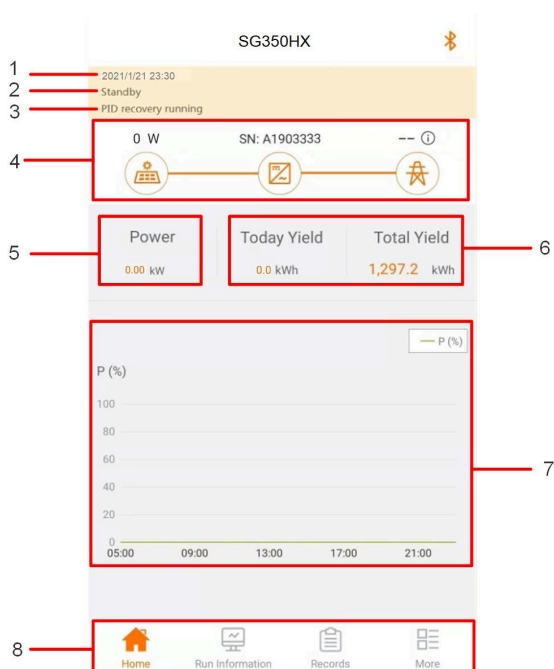 SG350HX
1
2021/1/21 23:30
2
Standby
3
PID recovery running
4
0 W SN: A1903333 -- i
5
Power Today Yield Total Yield
6
0.00 kW 0.0 kWh 1,297.2 kWh
P (%)
P (%)
100
80
60
7
40
20
0
05:00 09:00 13:00 17:00 21:00
8
Home Run Information Records More